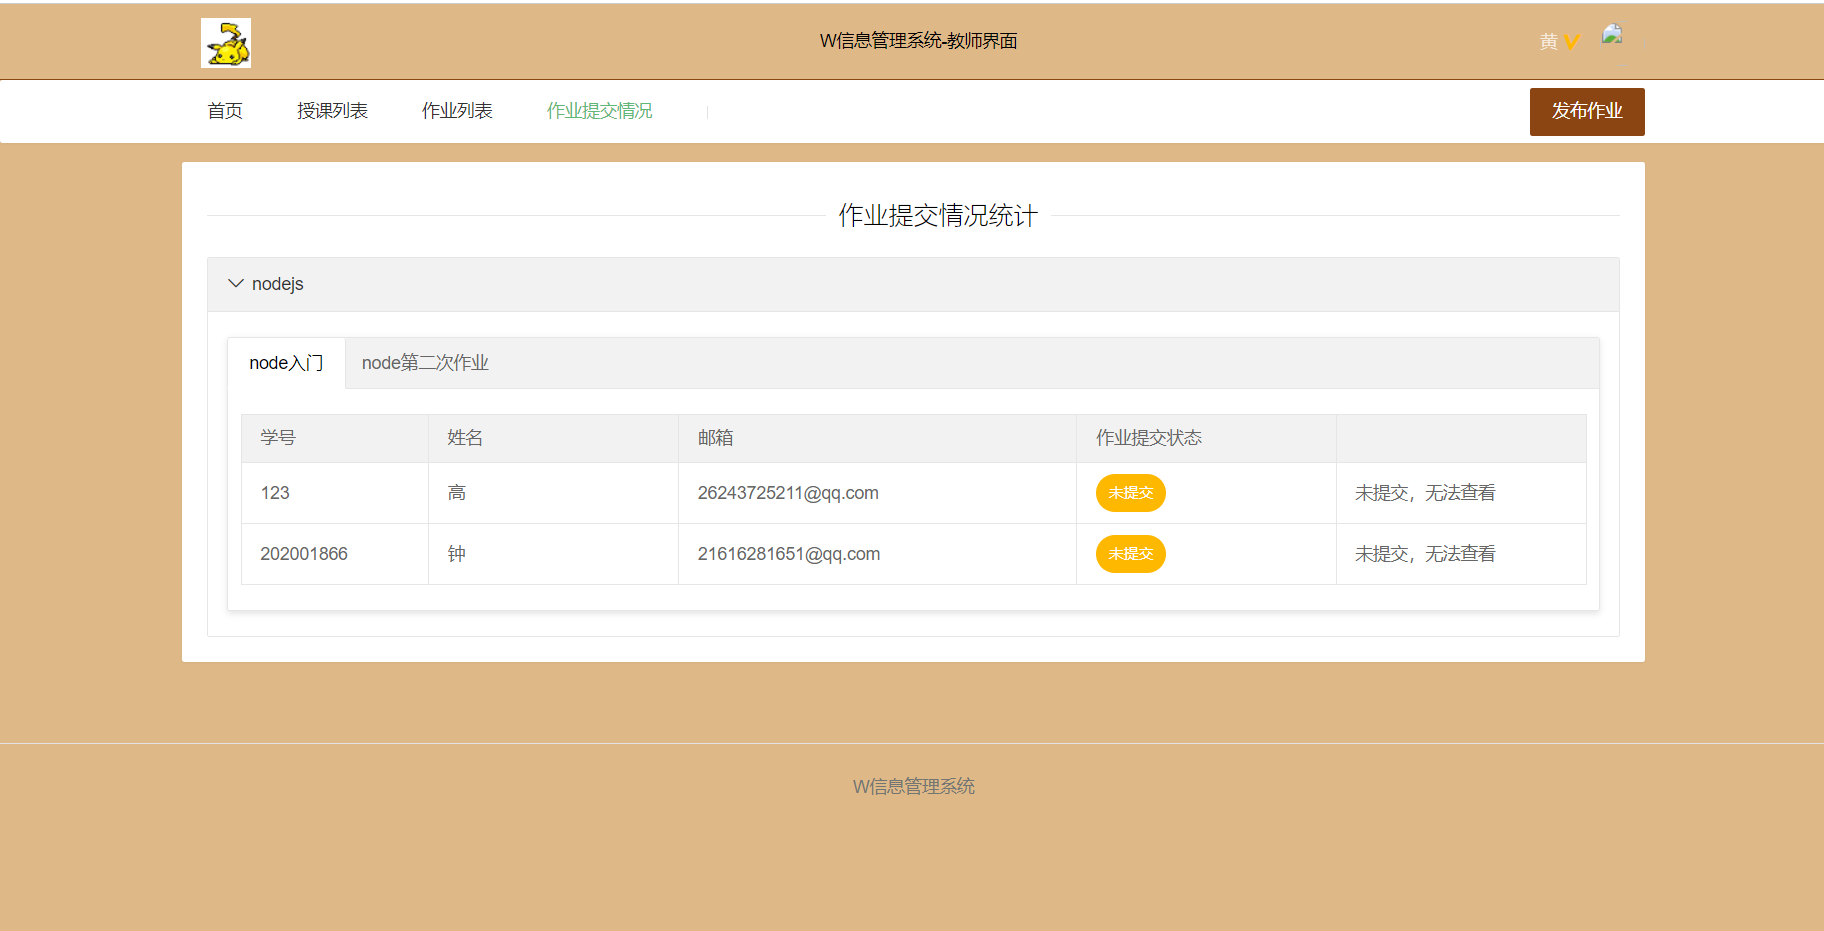 W信息管理系统-教师界面
黄
首页 授课列表 作业列表 作业提交情况 发布作业
作业提交情况统计
nodejs
node入门 node第二次作业
学号 姓名 邮箱 作业提交状态
123 高 26243725211@qq.com 未提交 未提交，无法查看
202001866 钟 21616281651@qq.com 未提交 未提交，无法查看
W信息管理系统